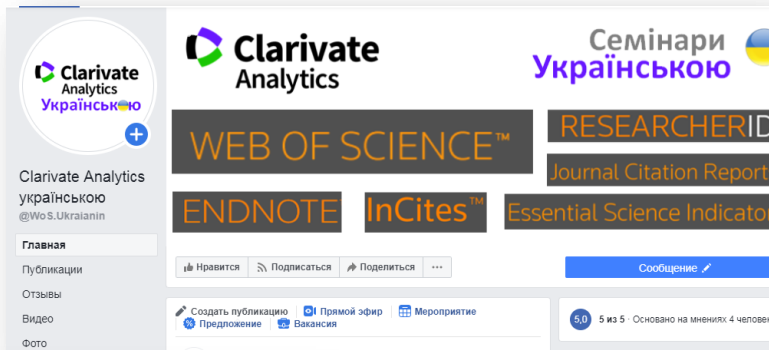 Clarivate
Analytics
Українською
Clarivate Analytics
українською
@WoS.Ukraianin
Главная
Публикации
Отзывы
Видео
Фото
Clarivate
Analytics
Семінари
Українською
WEB OF SCIENCE™
RESEARCHERID
Journal Citation Report
ENDNOTE
InCites™
Essential Science Indicator
Нравится
Подписаться
Поделиться
Сообщение
Создать публикацию
Прямой эфир
Мероприятие
Предложение
Вакансия
5,0
5 из 5 · Основано на мнениях 4 человек